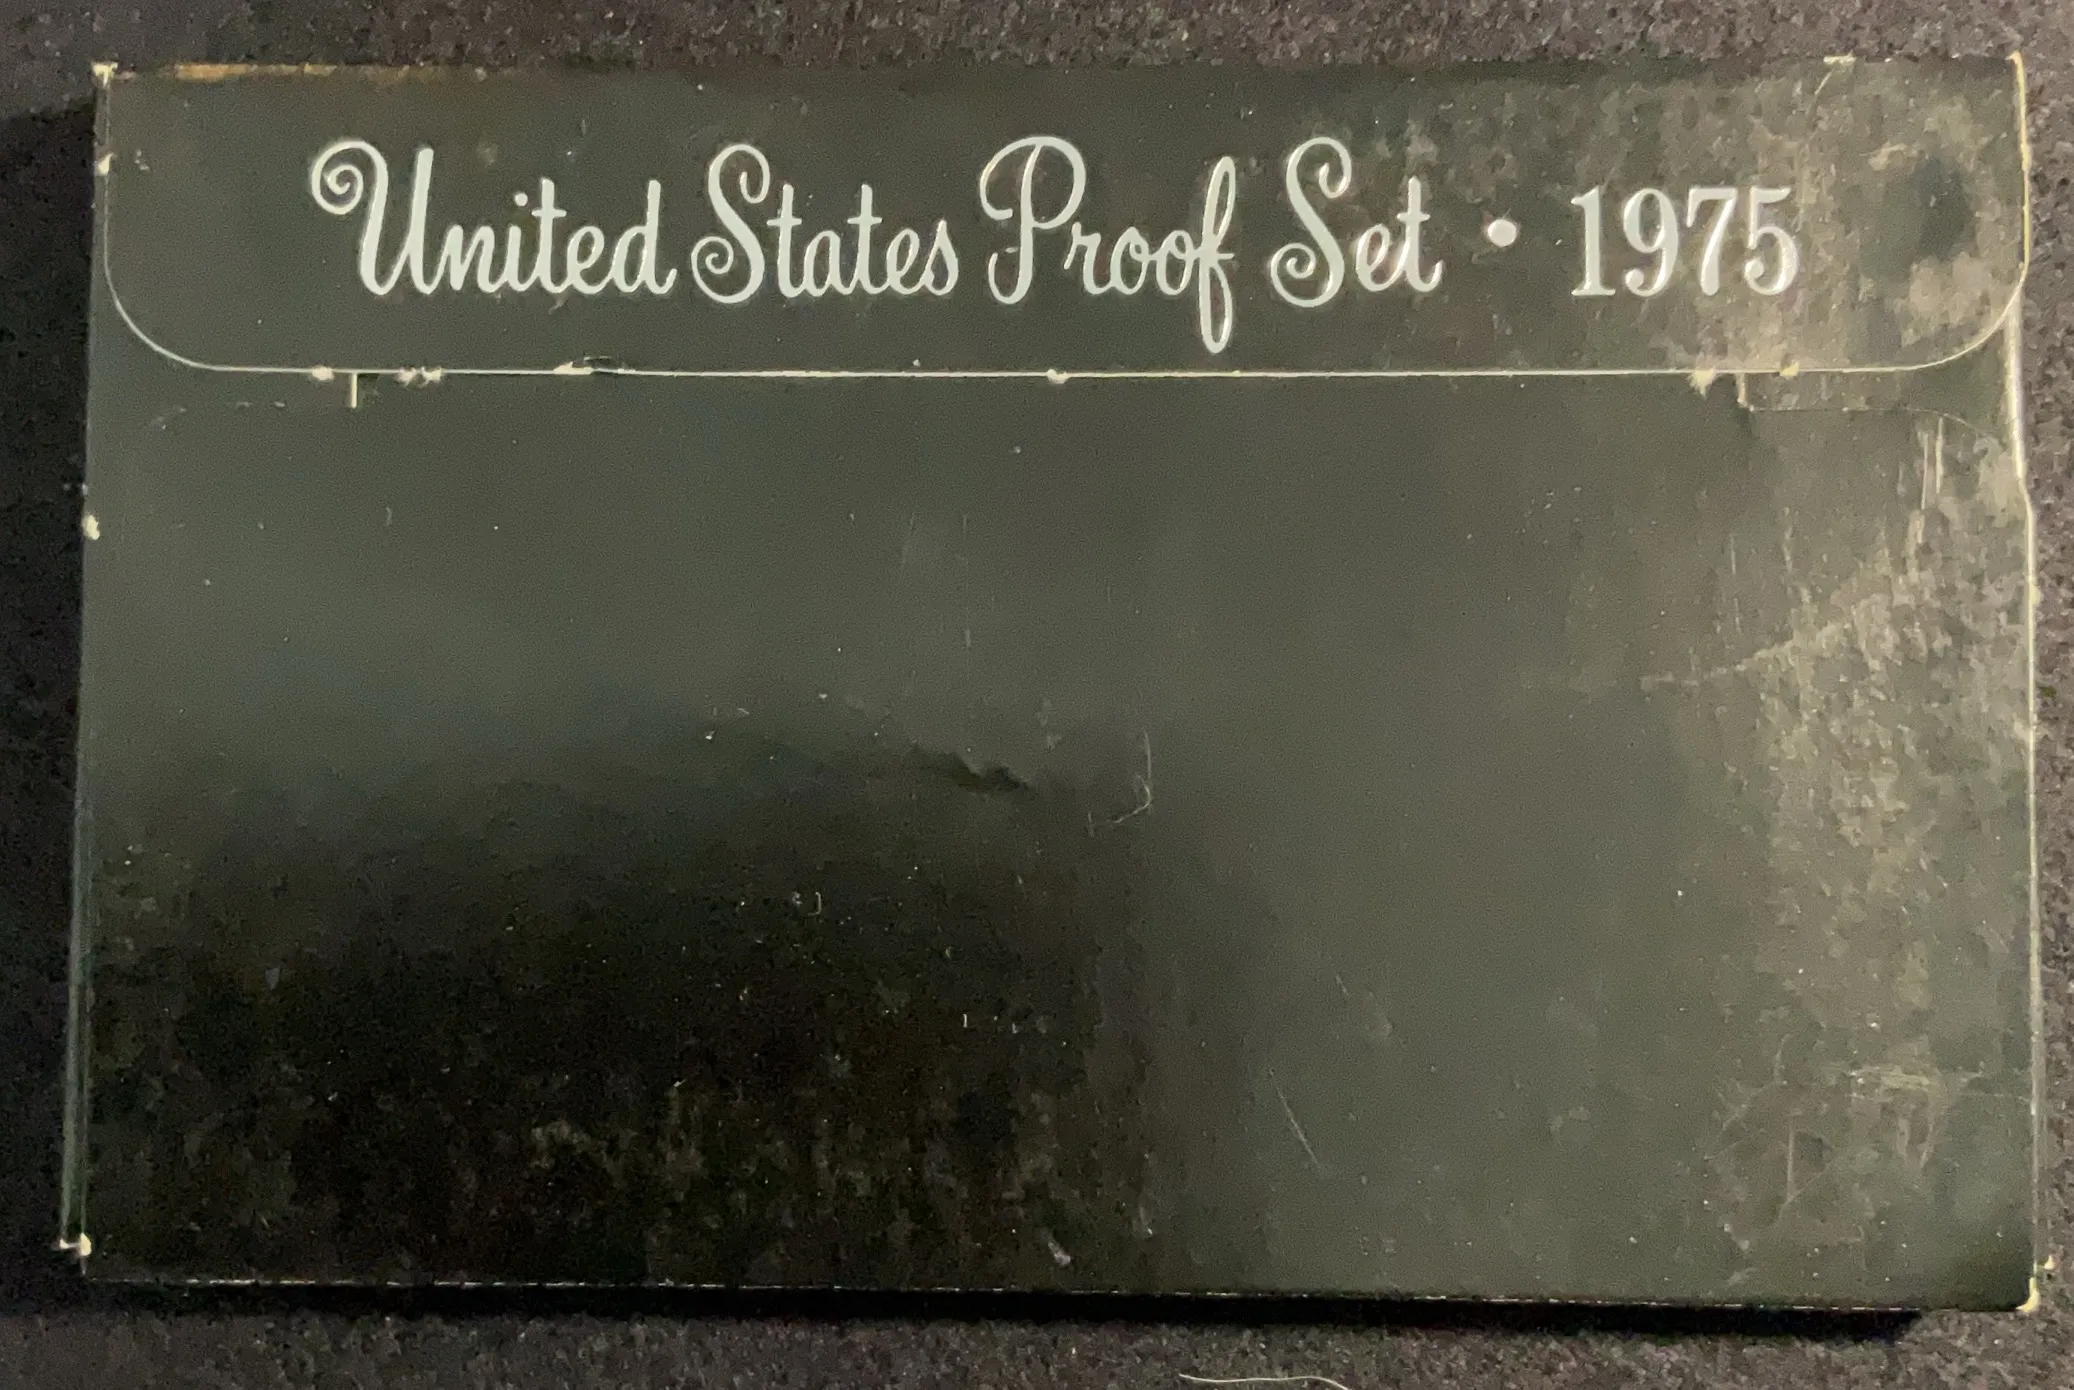 United States Proof Set • 1975